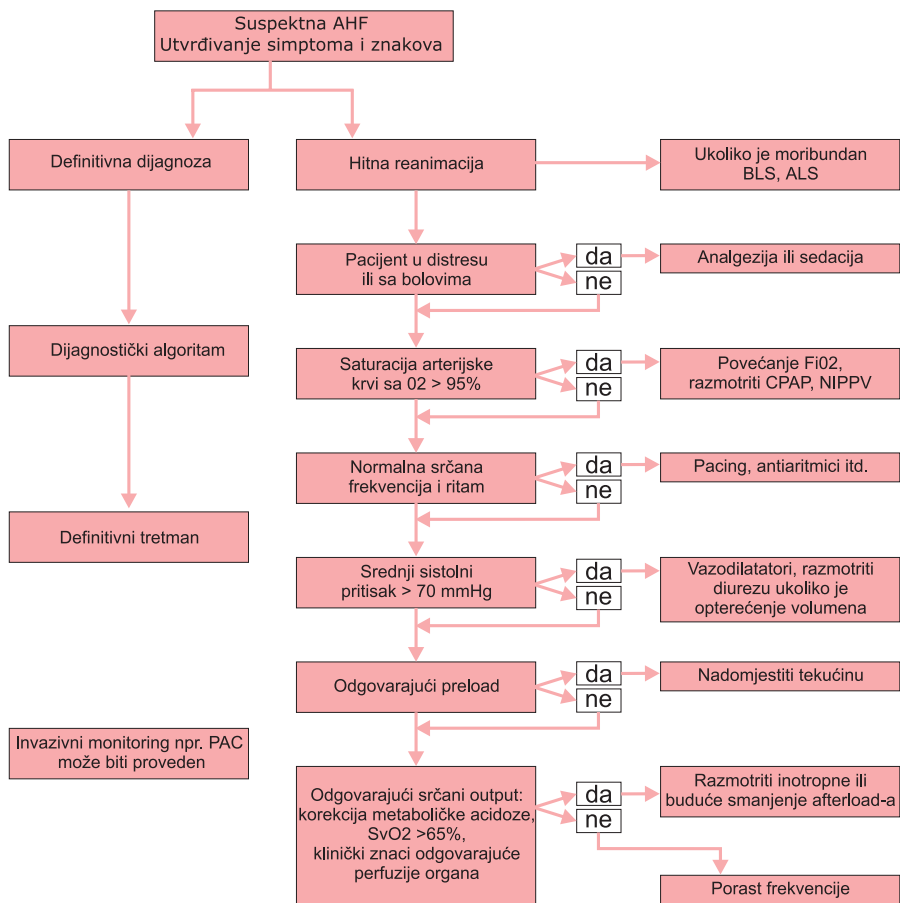 Suspektna AHF
Utvrđivanje simptoma i znakova
Definitivna dijagnoza
Hitna reanimacija
Ukoliko je moribundan
BLS, ALS
Pacijent u distresu
ili sa bolovima
da
ne
Analgezija ili sedacija
Dijagnostički algoritam
Saturacija arterijske
krvi sa 02 > 95%
da
ne
Povećanje Fi02,
razmotriti CPAP, NIPPV
Normalna srčana
frekvencija i ritam
da
ne
Pacing, antiaritmici itd.
Definitivni tretman
Srednji sistolni
pritisak > 70 mmHg
da
ne
Vazodilatatori, razmotriti
diurezu ukoliko je
opterećenje volumena
Odgovarajući preload
da
ne
Nadomjestiti tekućinu
Invazivni monitoring npr. PAC
može biti proveden
Odgovarajući srčani output:
korekcija metaboličke acidoze,
SvO2 >65%,
klinički znaci odgovarajuće
perfuzije organa
da
ne
Razmotriti inotropne ili
buduće smanjenje afterload-a
Porast frekvencije